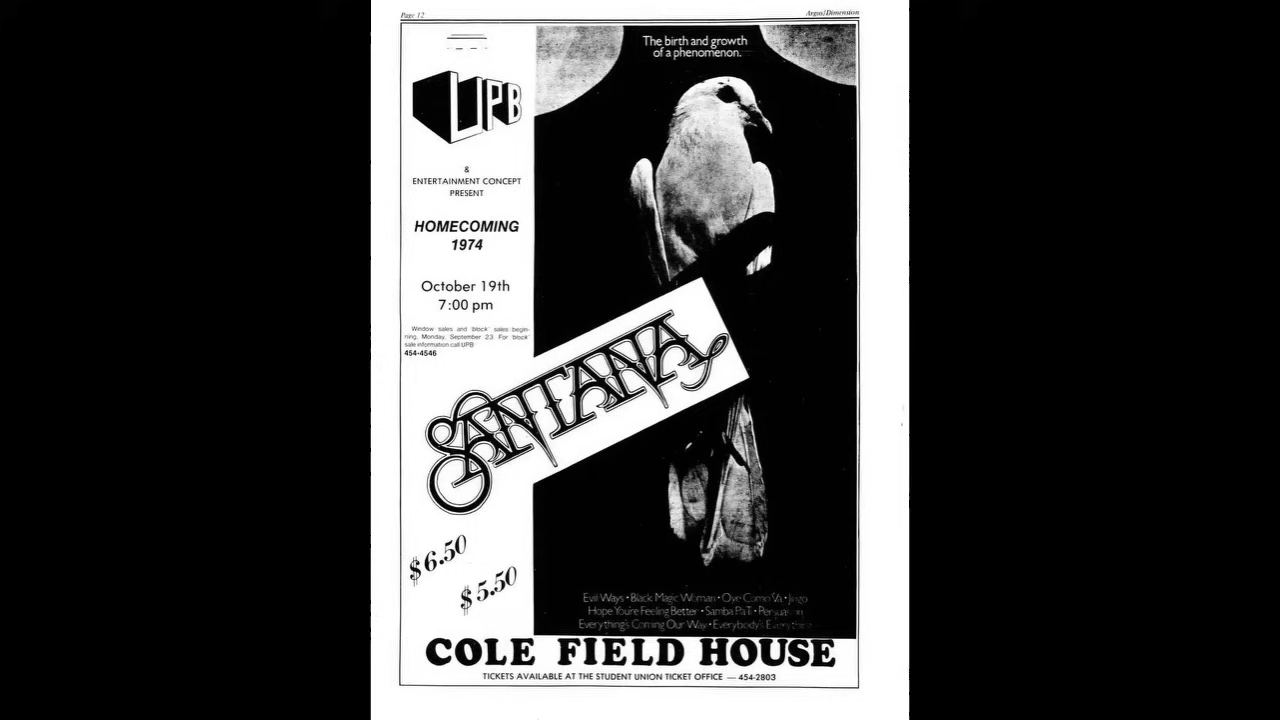 Page 12
Argus/Dimension
The birth and growth
of a phenomenon.
UPB
&
ENTERTAINMENT CONCEPT
PRESENT
HOMECOMING
1974
October 19th
7:00 pm
Window sales and 'block' sales begin-
ning, Monday, September 23. For 'block'
sale information call UPB
454-4546
SANTANA
$6.50
$5.50
Evil Ways • Black Magic Woman • Oye Como Va • Jingo
Hope You're Feeling Better • Samba Pa Ti •
Everything's Coming Our Way • Everybody's
COLE FIELD HOUSE
TICKETS AVAILABLE AT THE STUDENT UNION TICKET OFFICE — 454-2803